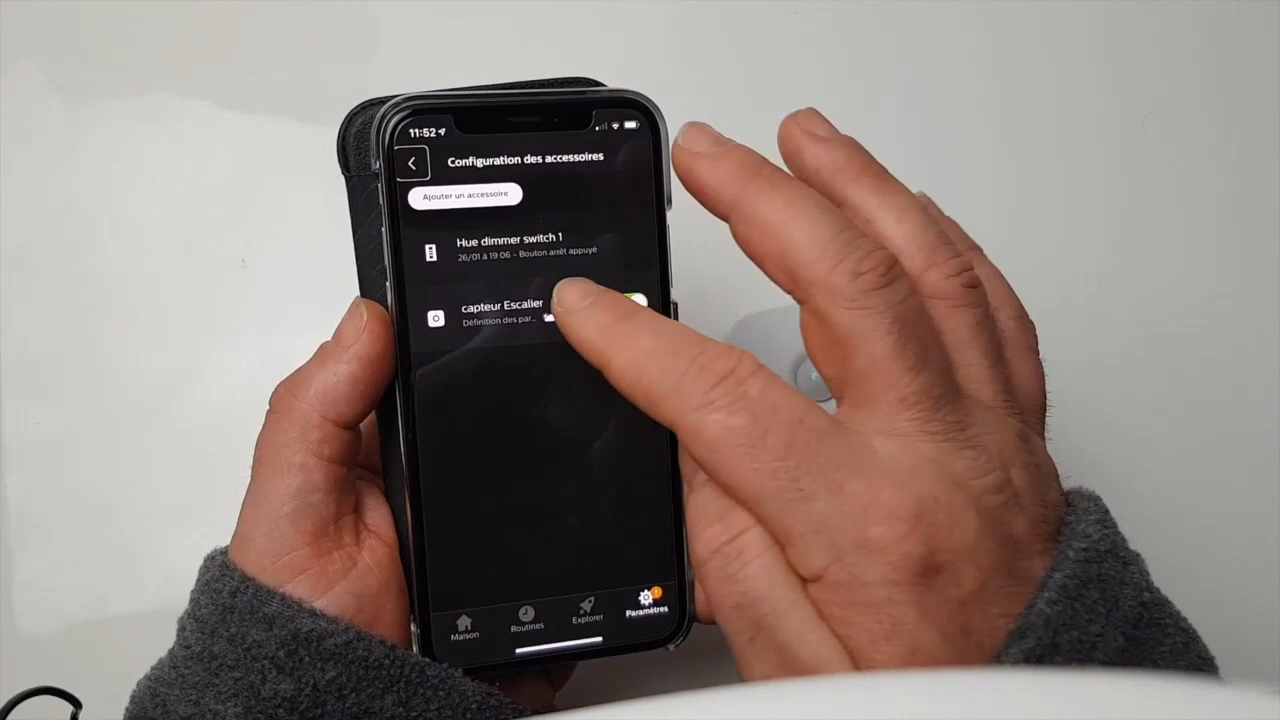 11:52
Configuration des accessoires
Ajouter un accessoire
Hue dimmer switch 1
26/01 à 19:06 - Bouton arrêt appuyé
capteur Escalier
Définition des par...
Maison
Routines
Explorer
Paramètres